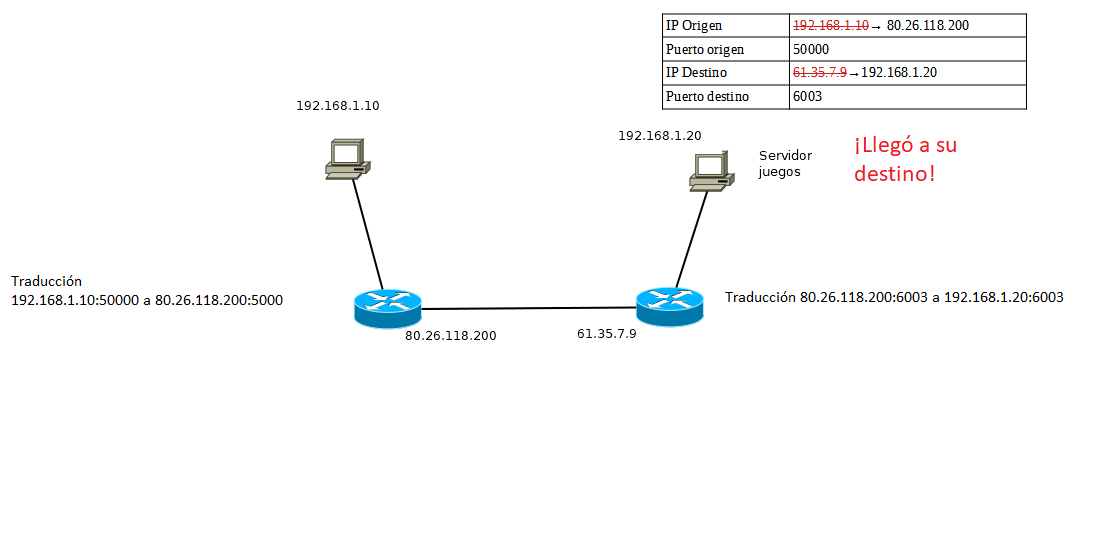 IP Origen 192.168.1.10→ 80.26.118.200
Puerto origen 50000
IP Destino 61.35.7.9→192.168.1.20
Puerto destino 6003
192.168.1.10
192.168.1.20
Servidor
juegos
¡Llegó a su
destino!
Traducción
192.168.1.10:50000 a 80.26.118.200:5000
Traducción 80.26.118.200:6003 a 192.168.1.20:6003
80.26.118.200
61.35.7.9